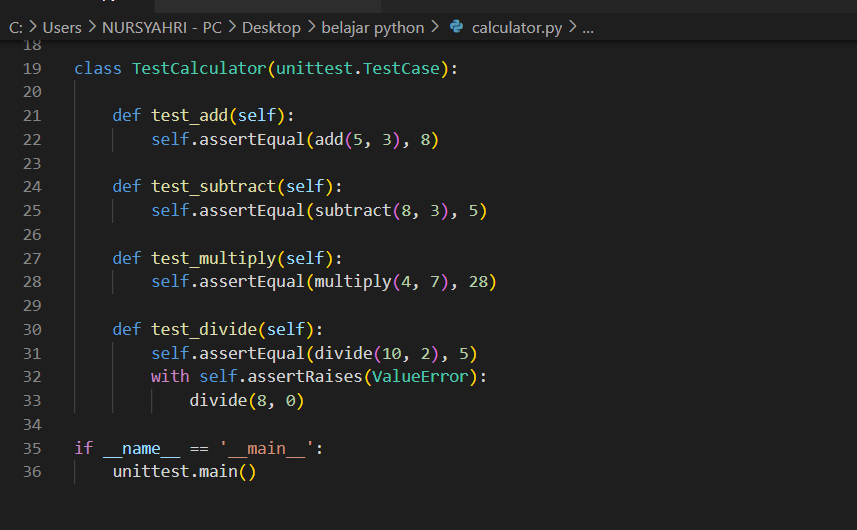 C: > Users > NURSYAHRI - PC > Desktop > belajar python > calculator.py > ...
18
19 class TestCalculator(unittest.TestCase):
20
21     def test_add(self):
22         self.assertEqual(add(5, 3), 8)
23
24     def test_subtract(self):
25         self.assertEqual(subtract(8, 3), 5)
26
27     def test_multiply(self):
28         self.assertEqual(multiply(4, 7), 28)
29
30     def test_divide(self):
31         self.assertEqual(divide(10, 2), 5)
32         with self.assertRaises(ValueError):
33             divide(8, 0)
34
35 if __name__ == '__main__':
36     unittest.main()